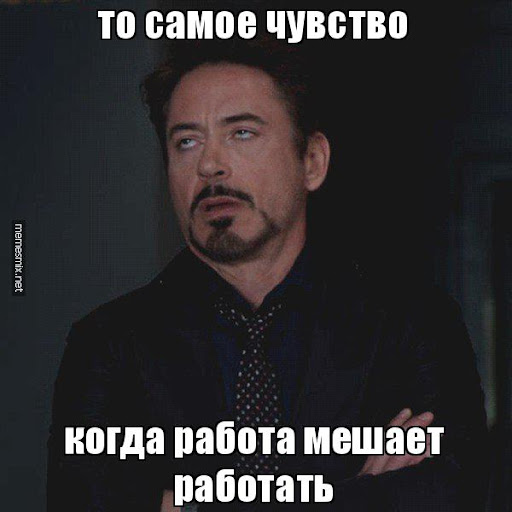 то самое чувство
memesmix.net
когда работа мешает
работать